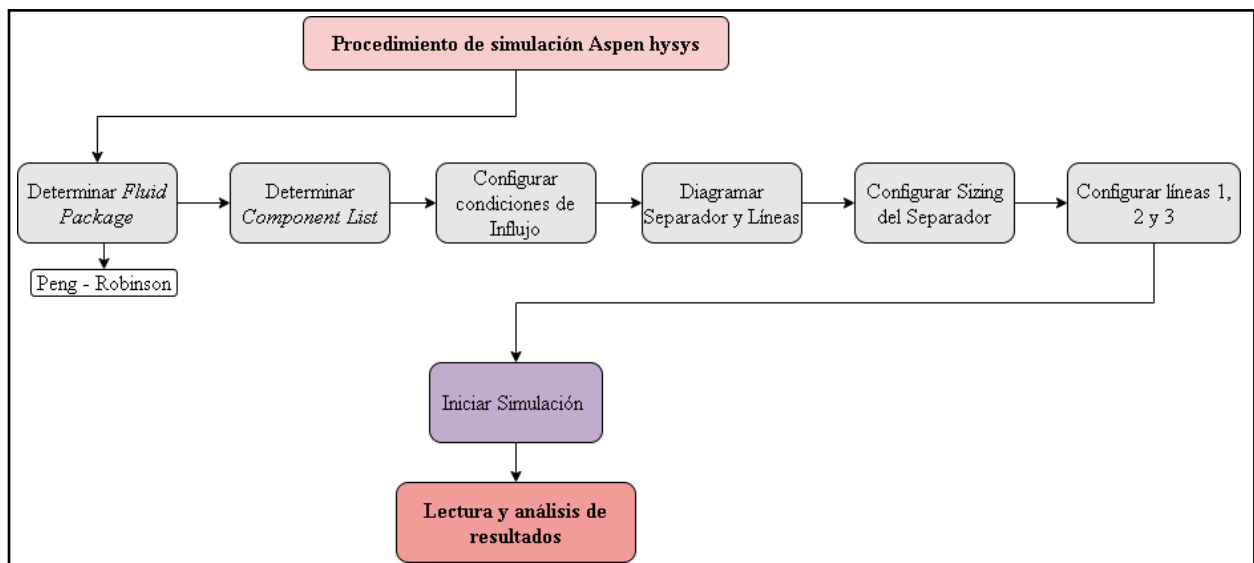 Procedimiento de simulación Aspen hysys
Determinar Fluid
Package
Determinar
Component List
Configurar
condiciones de
Influjo
Diagramar
Separador y Líneas
Configurar Sizing
del Separador
Configurar líneas 1,
2 y 3
Peng - Robinson
Iniciar Simulación
Lectura y análisis de
resultados